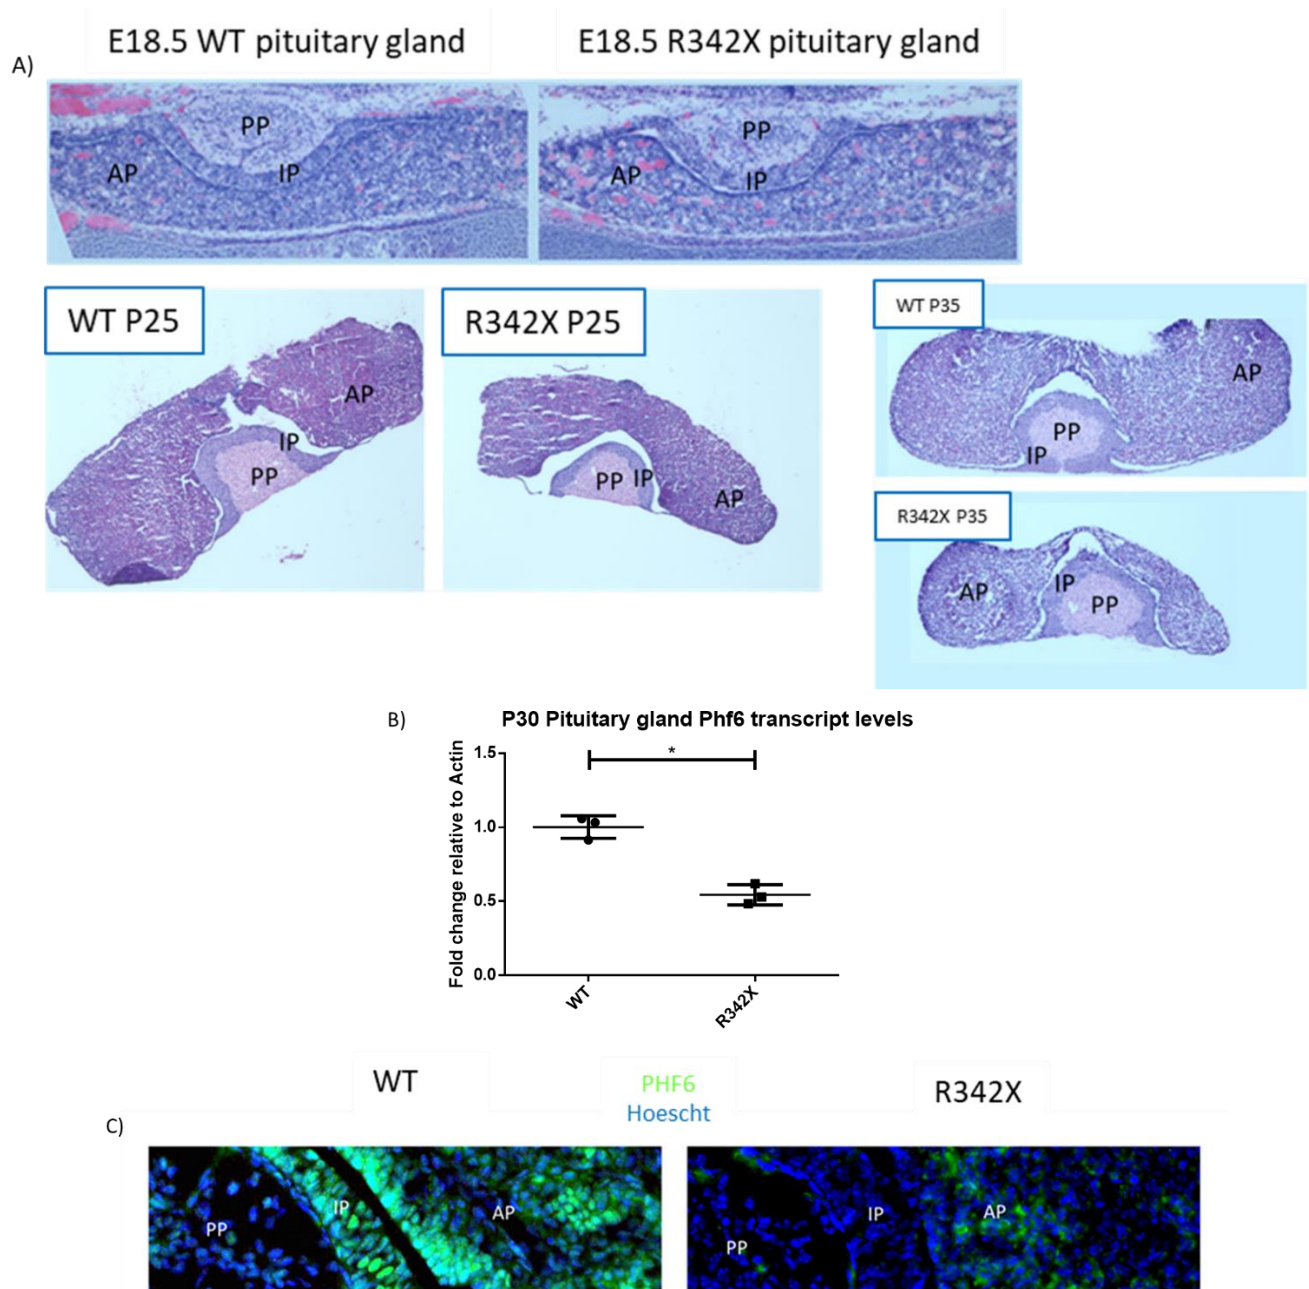 E18.5 WT pituitary gland
E18.5 R342X pituitary gland
A)
PP
AP
IP
PP
AP
IP
WT P25
AP
IP
PP
R342X P25
PP
IP
AP
WT P35
AP
PP
IP
R342X P35
AP
IP
PP
B)
P30 Pituitary gland Phf6 transcript levels
Fold change relative to Actin
1.5
1.0
0.5
0.0
*
WT
R342X
WT
PHF6
Hoescht
R342X
C)
PP
IP
AP
PP
IP
AP